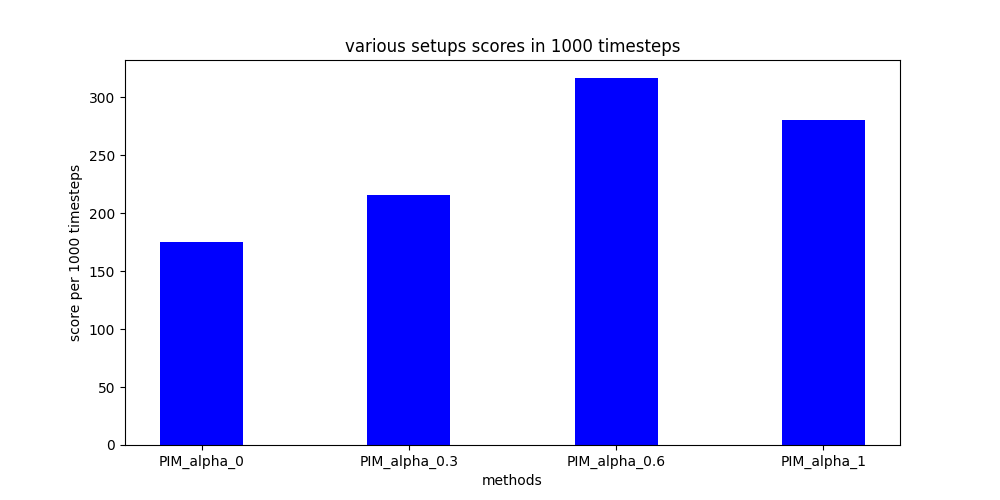 various setups scores in 1000 timesteps
score per 1000 timesteps
300
250
200
150
100
50
0
PIM_alpha_0 PIM_alpha_0.3 PIM_alpha_0.6 PIM_alpha_1
methods